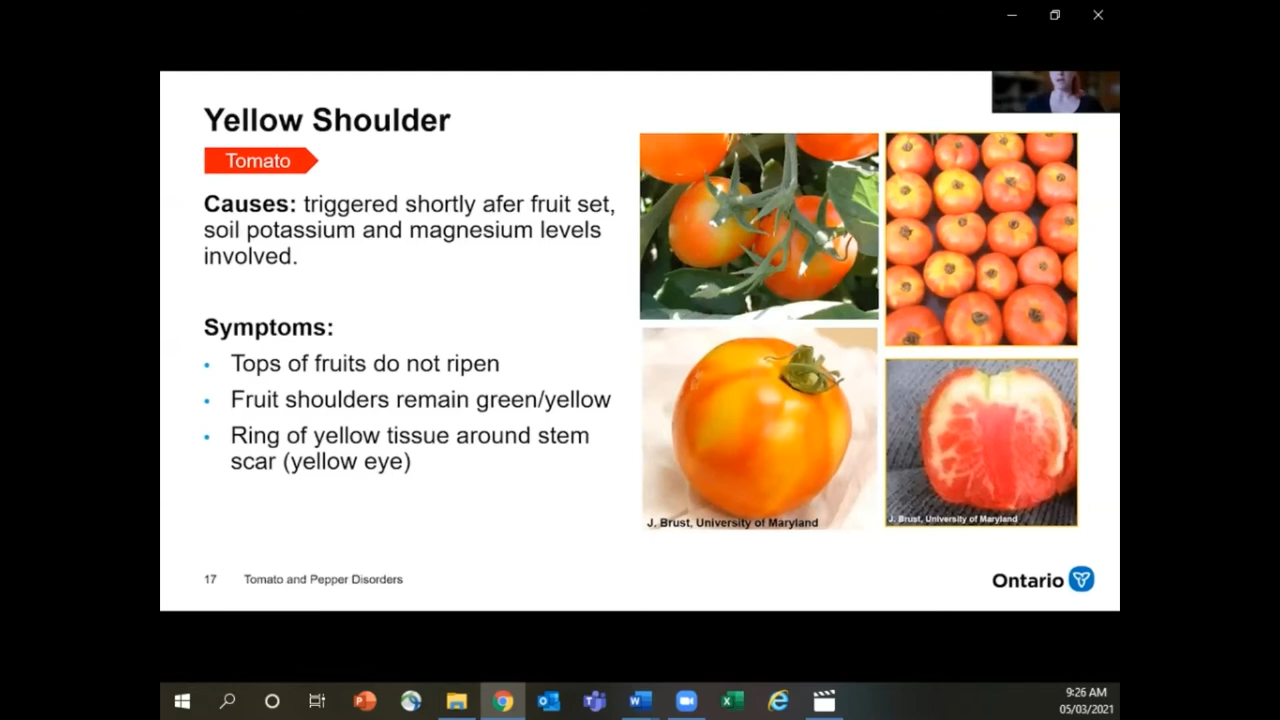 Yellow Shoulder
Tomato
Causes: triggered shortly afer fruit set,
soil potassium and magnesium levels
involved.
Symptoms:
• Tops of fruits do not ripen
• Fruit shoulders remain green/yellow
• Ring of yellow tissue around stem
scar (yellow eye)
J. Brust, University of Maryland
J. Brust, University of Maryland
17 Tomato and Pepper Disorders
Ontario
9:26 AM
05/03/2021